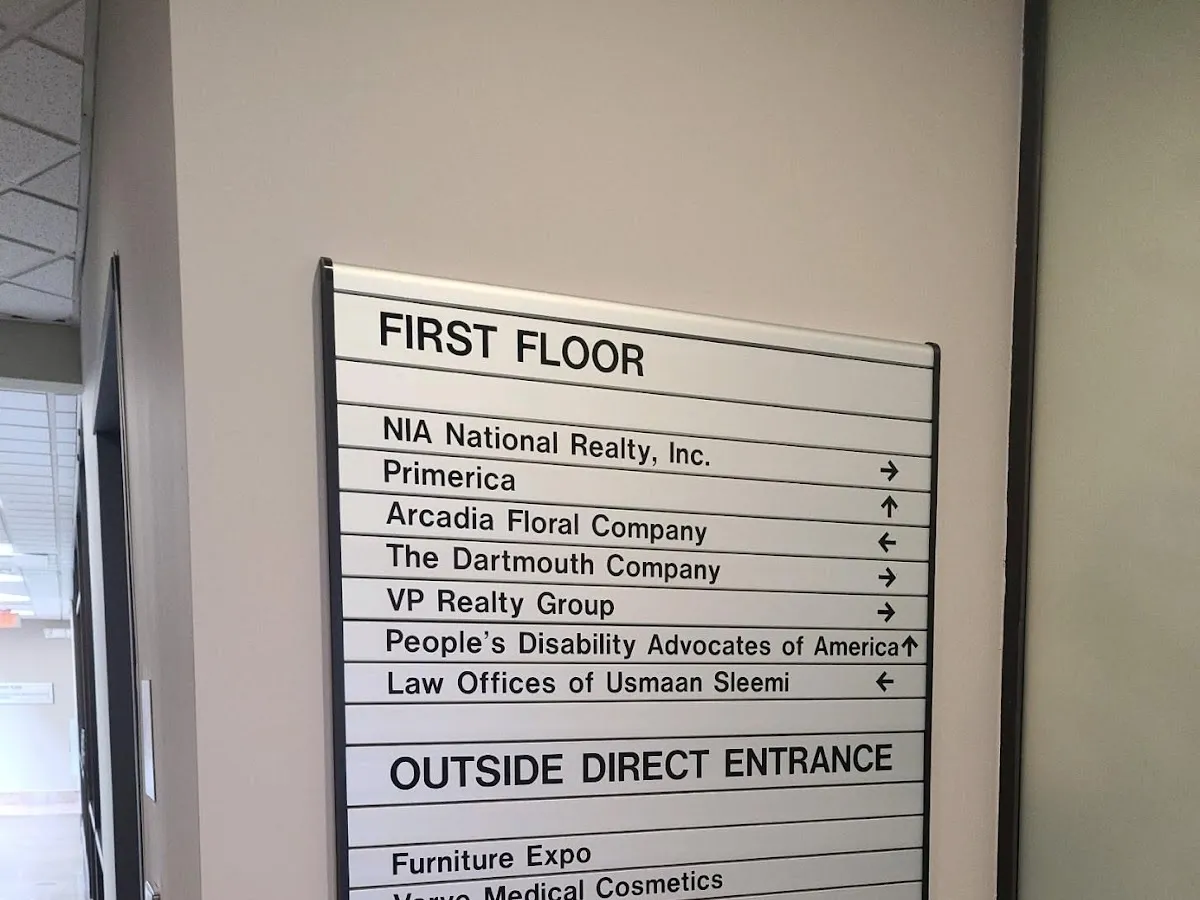 FIRST FLOOR
NIA National Realty, Inc. →
Primerica ↑
Arcadia Floral Company ←
The Dartmouth Company →
VP Realty Group →
People's Disability Advocates of America↑
Law Offices of Usmaan Sleemi ←
OUTSIDE DIRECT ENTRANCE
Furniture Expo
Medical Cosmetics